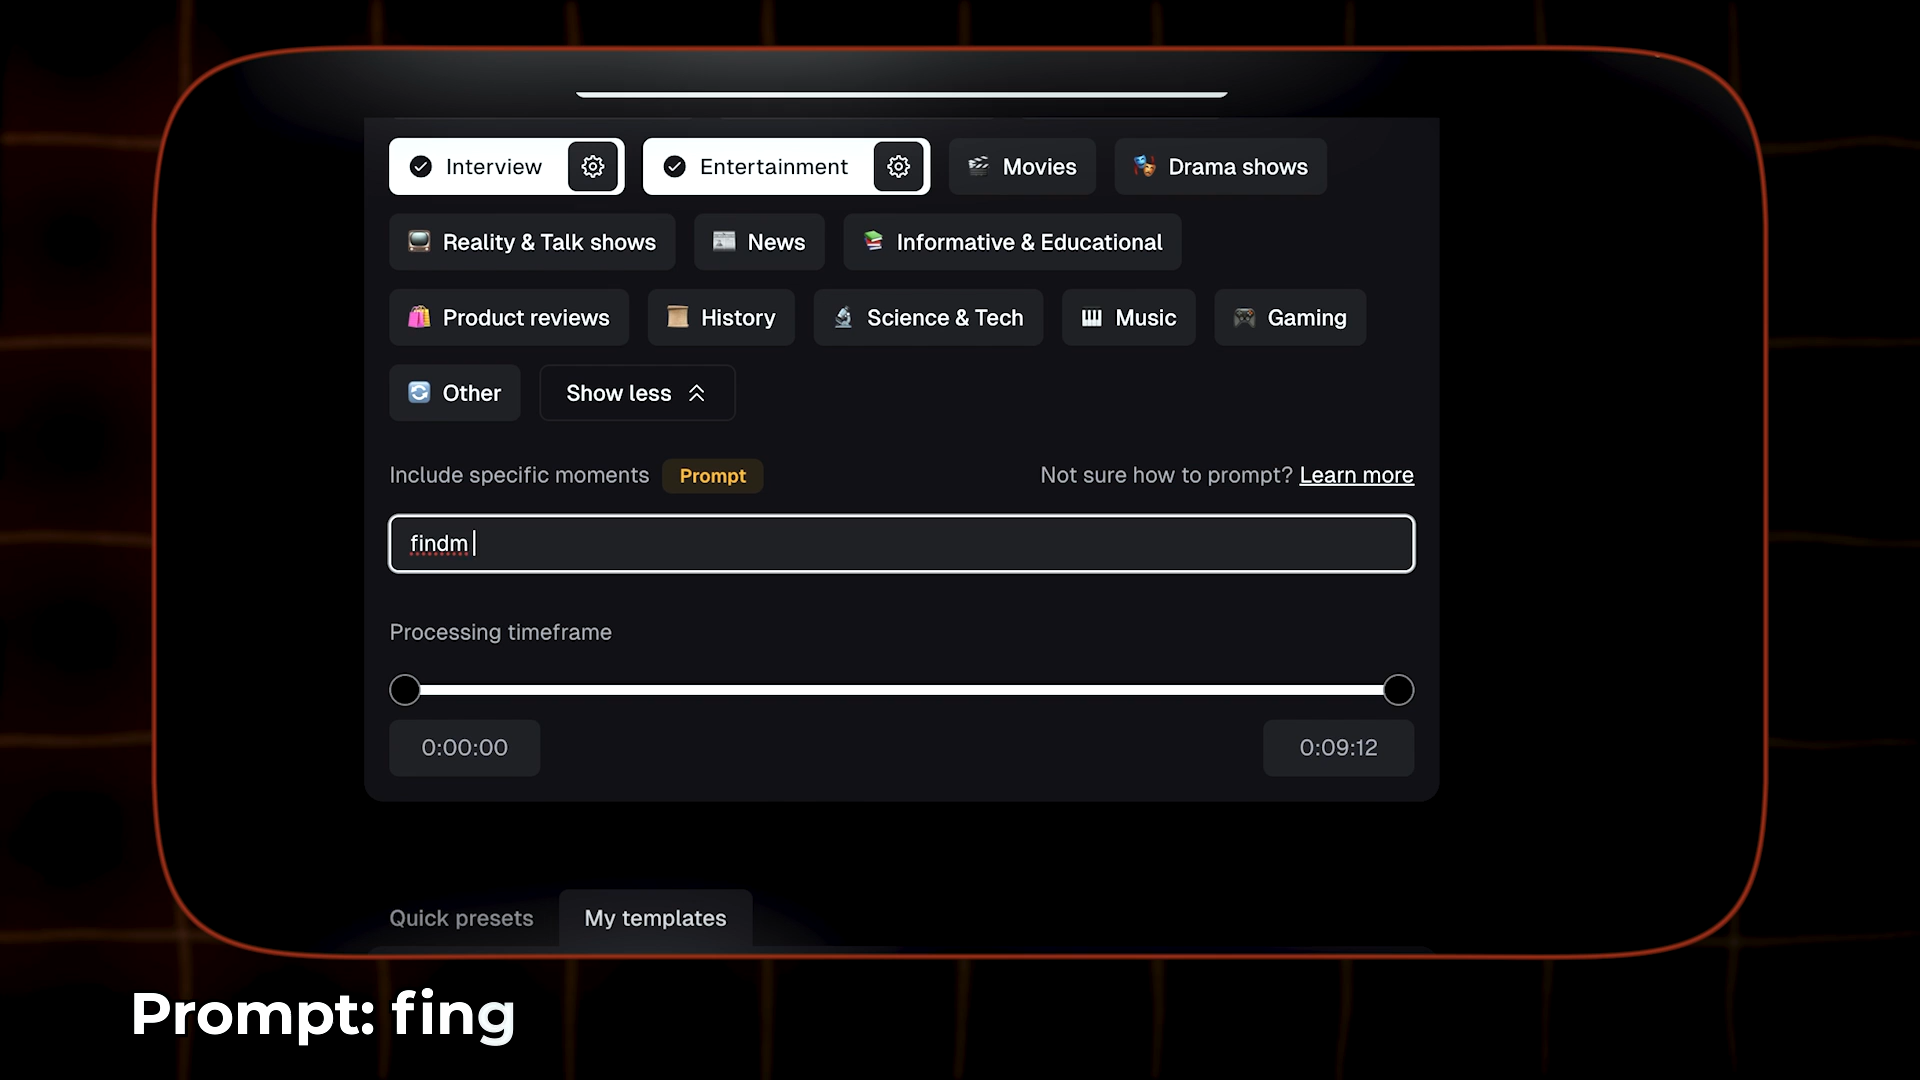 Interview Entertainment Movies Drama shows
Reality & Talk shows News Informative & Educational
Product reviews History Science & Tech Music Gaming
Other Show less
Include specific moments Prompt Not sure how to prompt? Learn more
findm
Processing timeframe
0:00:00 0:09:12
Quick presets My templates
Prompt: fing